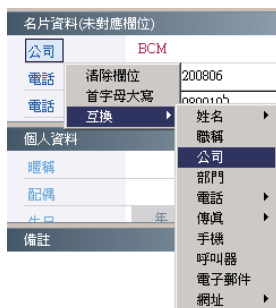 名片資料(未對應欄位)
公司 BCM
電話 200806
清除欄位
首字母大寫
互換
電話
姓名
職稱
公司
部門
電話
傳真
手機
呼叫器
電子郵件
網址
個人資料
暱稱
配偶
生日 年
備註